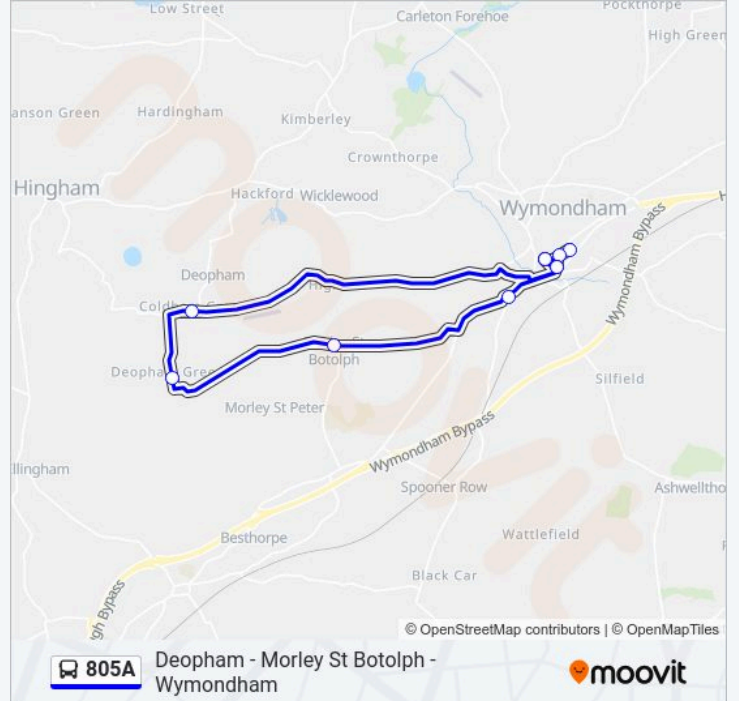 Low Street
Carleton Forehoe
Pockthorpe
High Green
anson Green
Hardingham
Kimberley
Crownthorpe
Hingham
Hackford Wicklewood
Wymondham
Wymondham Bypass
Deopham
Botolph
Silfield
Morley St Peter
Wymondham Bypass
llingham
Spooner Row
Ashwelltho
Wattlefield
Besthorpe
Black Car
gh Bypass
© OpenStreetMap contributors | © OpenMapTiles
805A
Deopham - Morley St Botolph -
Wymondham
moovit